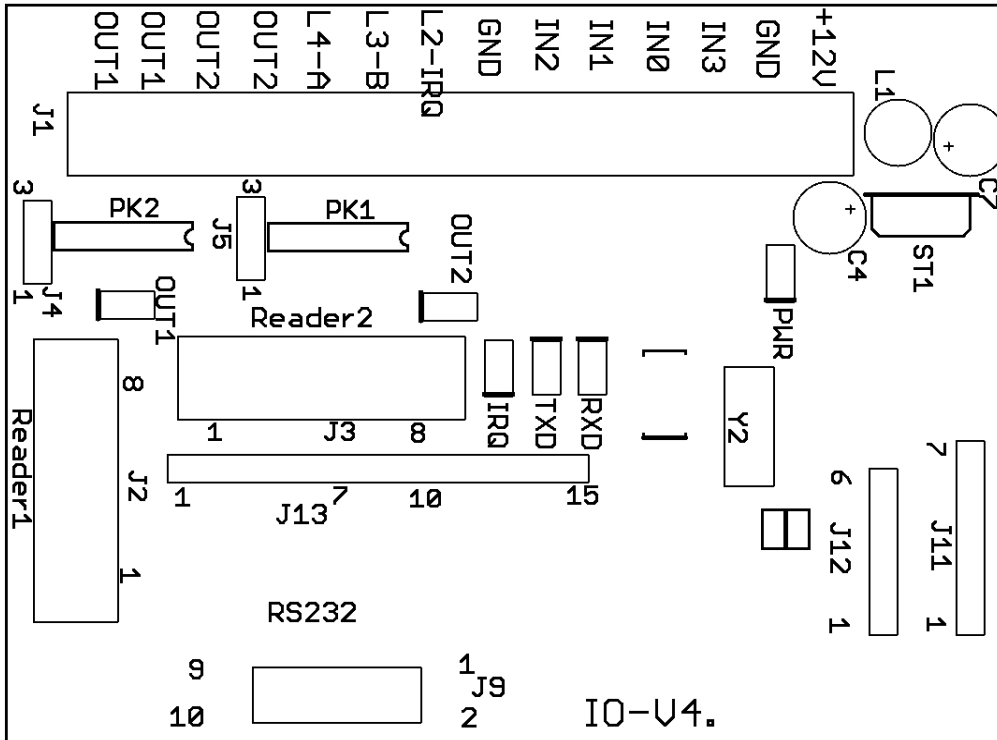 OUT1
OUT1
OUT2
OUT2
L4-A
L3-B
L2-IRQ
GND
IN2
IN1
IN0
IN3
GND
+12V
J1
L1
+
C7
3
PK2
J5
3
PK1
OUT2
+
C4
ST1
1
J4
OUT1
1
Reader2
PWR
Reader1
8
1
J3
8
IRQ
TXD
RXD
Y2
J2
1
7
10
15
J13
6
7
J12
J11
1
RS232
1
1
9
1
J9
10
2
IO-V4.